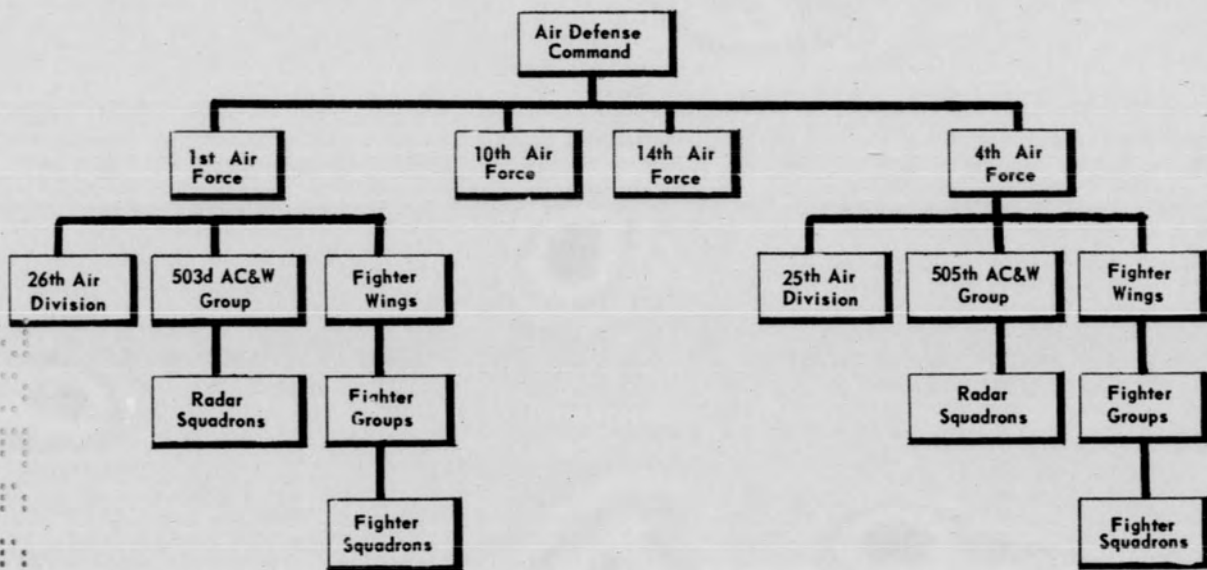 Air Defense
Command
1st Air
Force
10th Air
Force
14th Air
Force
4th Air
Force
26th Air
Division
503d AC&W
Group
Fighter
Wings
25th Air
Division
505th AC&W
Group
Fighter
Wings
Radar
Squadrons
Fighter
Groups
Radar
Squadrons
Fighter
Groups
Fighter
Squadrons
Fighter
Squadrons